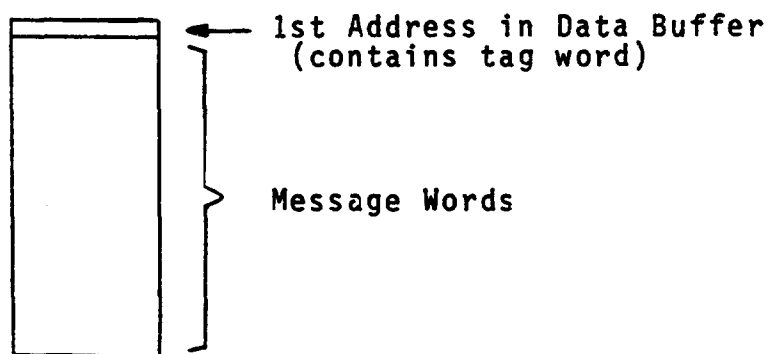 1st Address in Data Buffer
(contains tag word)
Message Words